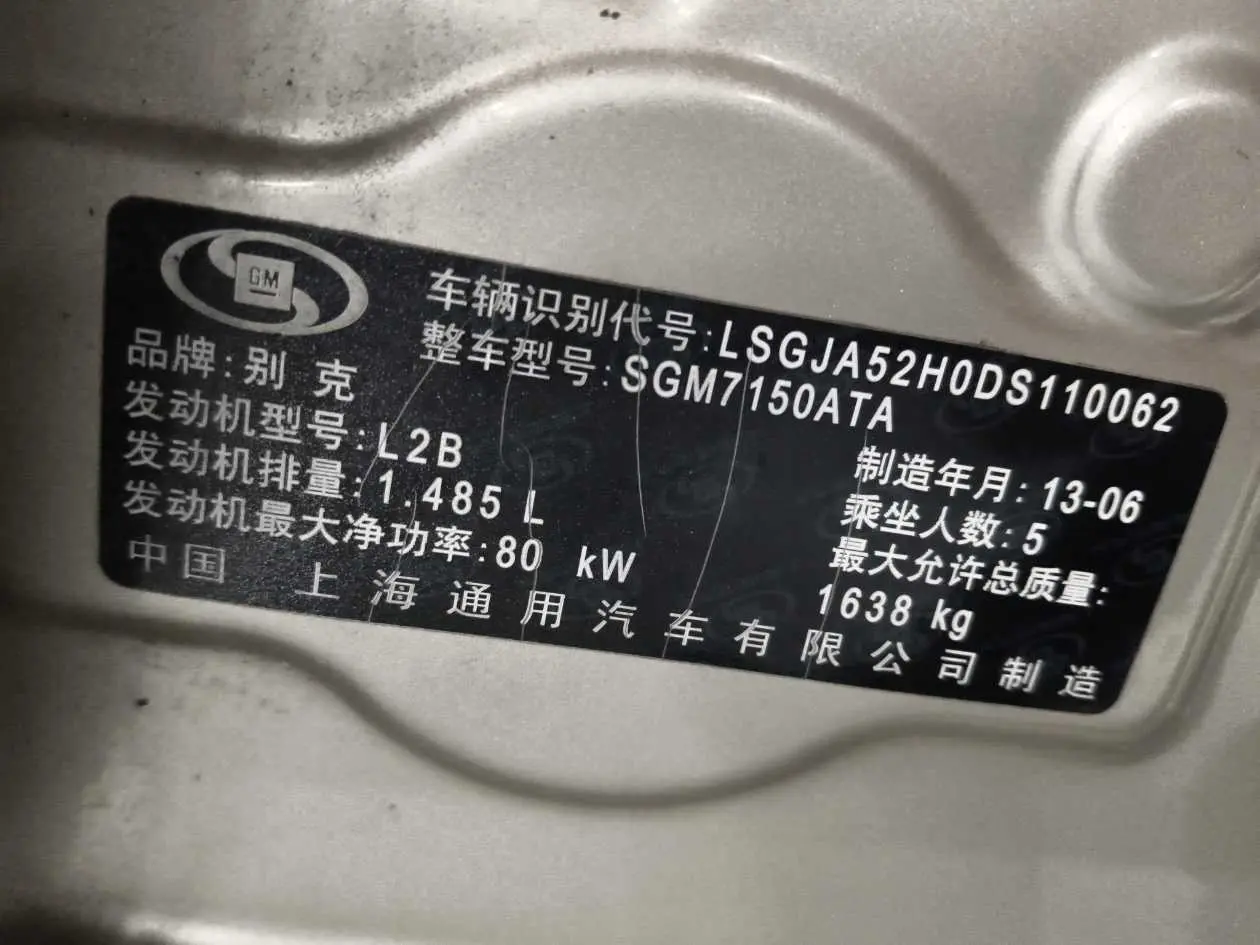 GM
车辆识别代号:LSGJA52H0DS110062
整车型号:SGM7150ATA
品牌:别克
发动机型号:L2B
发动机排量:1.485 L
发动机最大净功率:80 kW
制造年月:13-06
乘坐人数:5
最大允许总质量:
1638 kg
中国 上海通用汽车有限公司制造